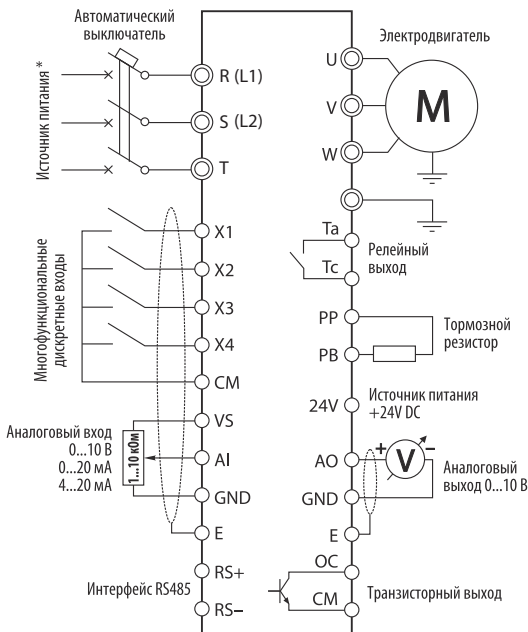 Автоматический
выключатель
Источник питания *
R (L1)
S (L2)
T
Электродвигатель
U
V
W
M
Многофункциональные
дискретные входы
X1
X2
X3
X4
CM
Ta
Tc
Релейный
выход
PP
PB
Тормозной
резистор
24V
Источник питания
+24V DC
Аналоговый вход
0...10 В
0...20 мА
4...20 мА
1...10 кОм
VS
AI
GND
E
AO
GND
E
+
V
−
Аналоговый
выход 0...10 В
Интерфейс RS485
RS+
RS−
OC
CM
Транзисторный выход